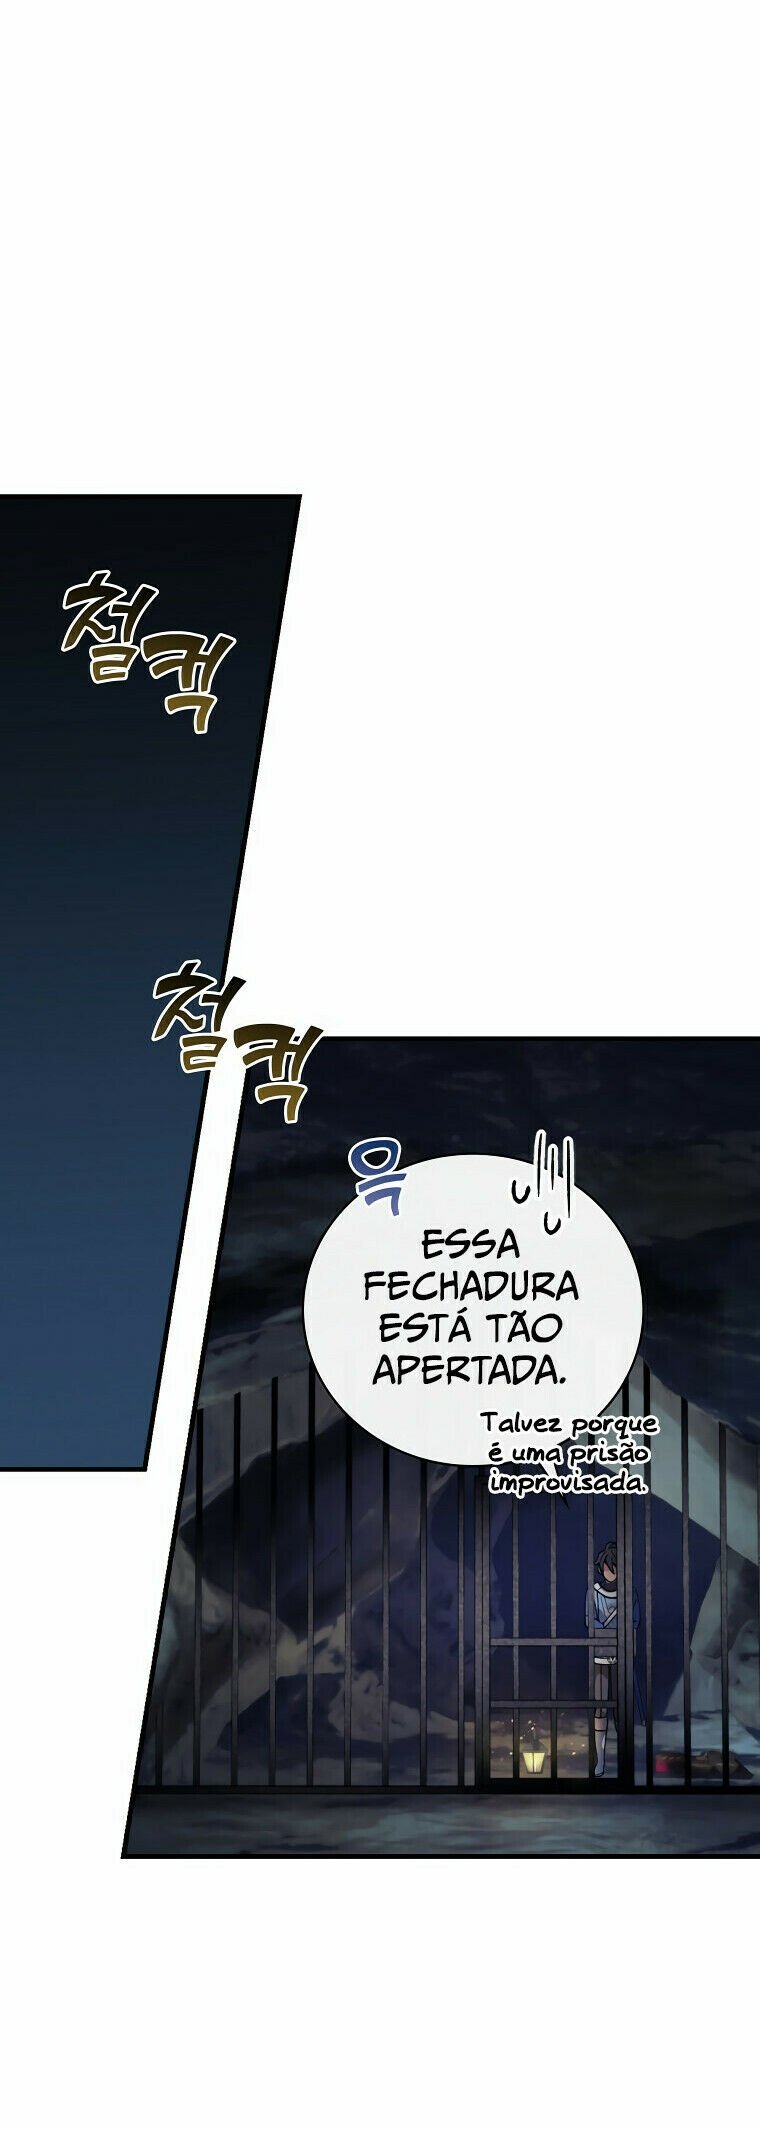 철컥
철컥
윽
ESSA
FECHADURA
ESTÁ TÃO
APERTADA.
Talvez porque
é uma prisão
improvisada.